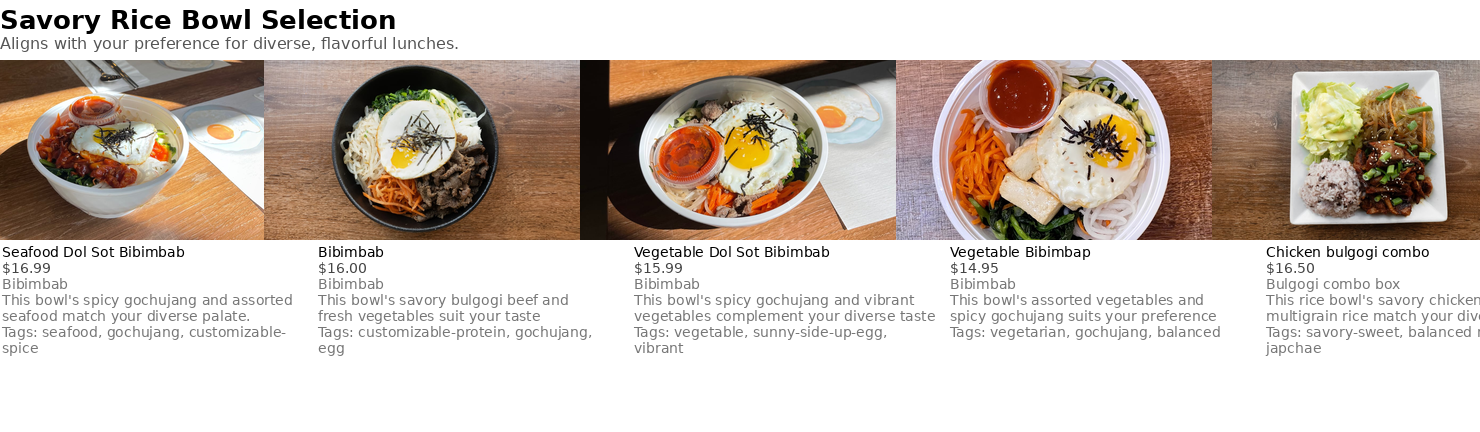 Savory Rice Bowl Selection
Aligns with your preference for diverse, flavorful lunches.
Seafood Dol Sot Bibimbab
$16.99
Bibimbab
This bowl's spicy gochujang and assorted
seafood match your diverse palate.
Tags: seafood, gochujang, customizable-
spice
Bibimbab
$16.00
Bibimbab
This bowl's savory bulgogi beef and
fresh vegetables suit your taste
Tags: customizable-protein, gochujang,
egg
Vegetable Dol Sot Bibimbab
$15.99
Bibimbab
This bowl's spicy gochujang and vibrant
vegetables complement your diverse taste
Tags: vegetable, sunny-side-up-egg,
vibrant
Vegetable Bibimbap
$14.95
Bibimbab
This bowl's assorted vegetables and
spicy gochujang suits your preference
Tags: vegetarian, gochujang, balanced
Chicken bulgogi combo
$16.50
Bulgogi combo box
This rice bowl's savory chicken
multigrain rice match your
Tags: savory-sweet, balanced
japchae